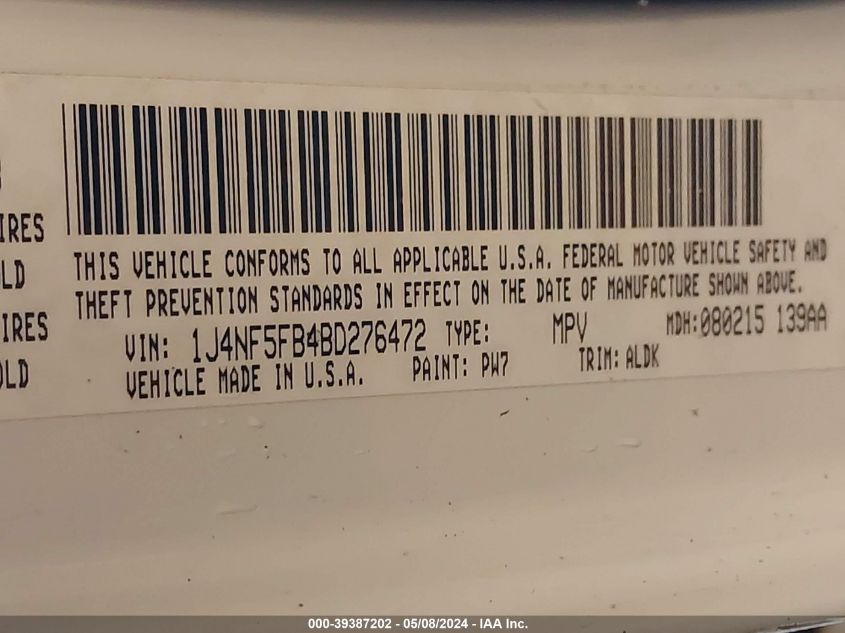 IRES
LD
IRES
OLD
THIS VEHICLE CONFORMS TO ALL APPLICABLE U.S.A. FEDERAL MOTOR VEHICLE SAFETY AND
THEFT PREVENTION STANDARDS IN EFFECT ON THE DATE OF MANUFACTURE SHOWN ABOVE.
VIN: 1J4NF5FB4BD276472 TYPE: MPV MDH:080215 139AA
VEHICLE MADE IN U.S.A. PAINT: PW7 TRIM: ALDK
000-39387202 - 05/08/2024 - IAA Inc.